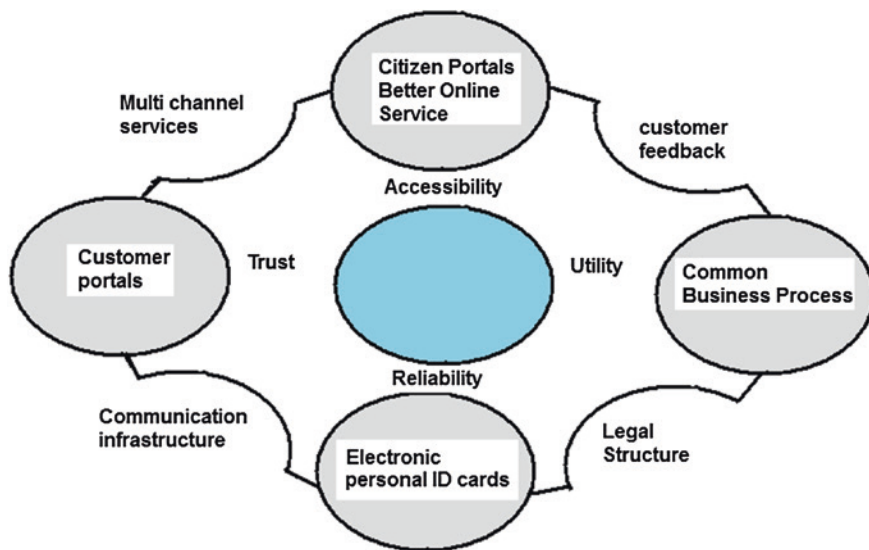 Citizen Portals
Better Online
Service
Multi channel
services
customer
feedback
Accessibility
Customer
portals
Trust
Utility
Common
Business Process
Reliability
Communication
infrastructure
Electronic
personal ID cards
Legal
Structure